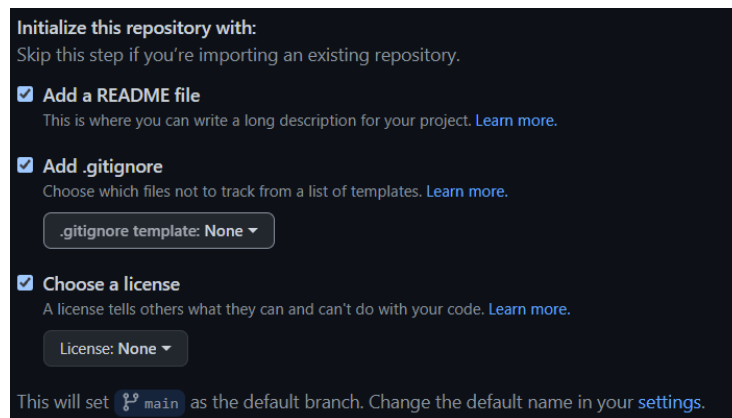 Initialize this repository with:
Skip this step if you’re importing an existing repository.
Add a README file
This is where you can write a long description for your project. Learn more.
Add .gitignore
Choose which files not to track from a list of templates. Learn more.
.gitignore template: None
Choose a license
A license tells others what they can and can't do with your code. Learn more.
License: None
This will set main as the default branch. Change the default name in your settings.